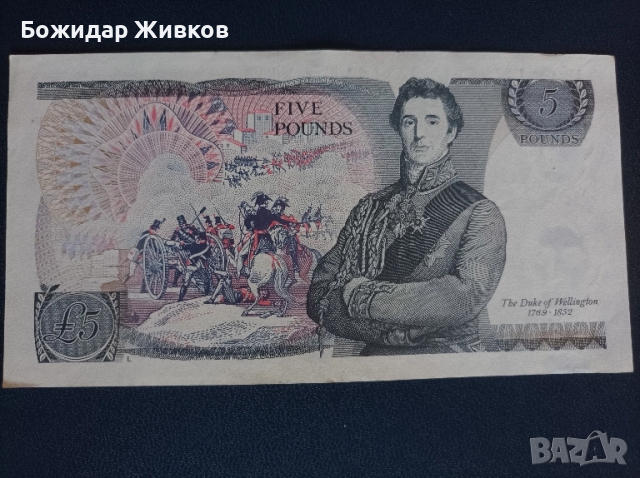 Божидар Живков
FIVE
POUNDS
5
POUNDS
The Duke of Wellington
1769-1852
£5
L
BAZAR